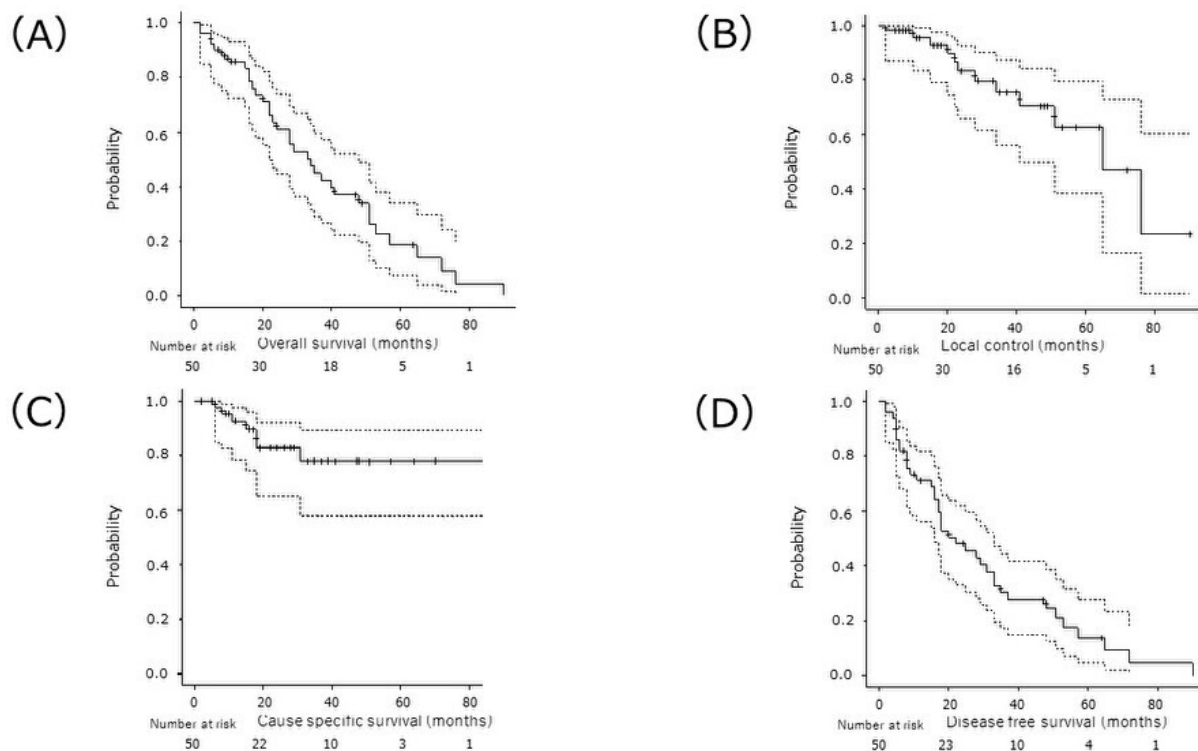 (A)
1.0
0.8
0.6
0.4
0.2
0.0
Probability
0 20 40 60 80
Number at risk Overall survival (months)
50 30 18 5 1
(B)
1.0
0.8
0.6
0.4
0.2
0.0
Probability
0 20 40 60 80
Number at risk Local control (months)
50 30 16 5 1
(C)
1.0
0.8
0.6
0.4
0.2
0.0
Probability
0 20 40 60 80
Number at risk Cause specific survival (months)
50 22 10 3 1
(D)
1.0
0.8
0.6
0.4
0.2
0.0
Probability
0 20 40 60 80
Number at risk Disease free survival (months)
50 23 10 4 1